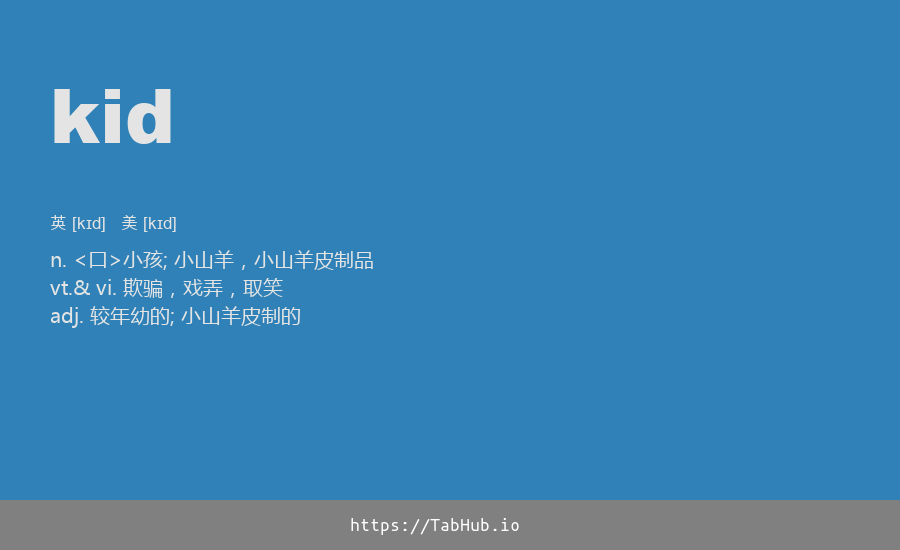 kid
英 [kɪd] 美 [kɪd]
n. <口>小孩; 小山羊，小山羊皮制品
vt.& vi. 欺骗，戏弄，取笑
adj. 较年幼的; 小山羊皮制的
https://TabHub.io